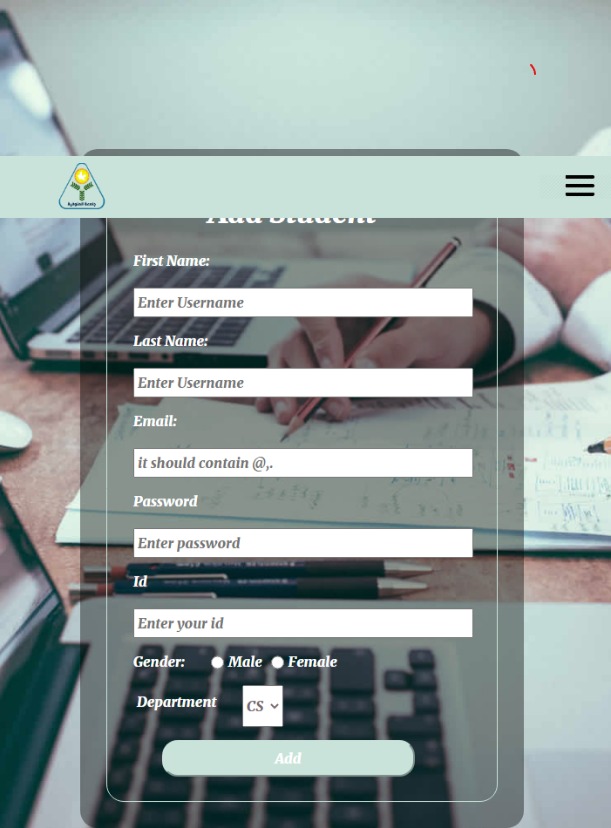 Add Student
First Name:
Enter Username
Last Name:
Enter Username
Email:
it should contain @,.
Password
Enter password
Id
Enter your id
Gender: Male Female
Department CS
Add